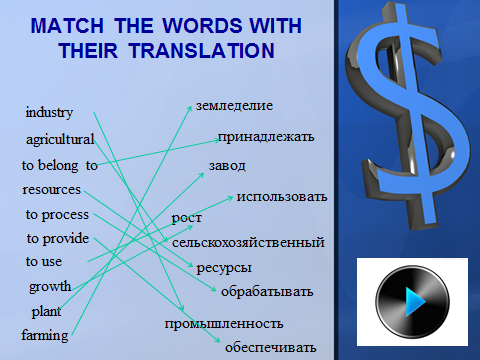 MATCH THE WORDS WITH
THEIR TRANSLATION
industry
agricultural
to belong to
resources
to process
to provide
to use
growth
plant
farming
земледелие
принадлежать
завод
использовать
рост
сельскохозяйственный
ресурсы
обрабатывать
промышленность
обеспечивать